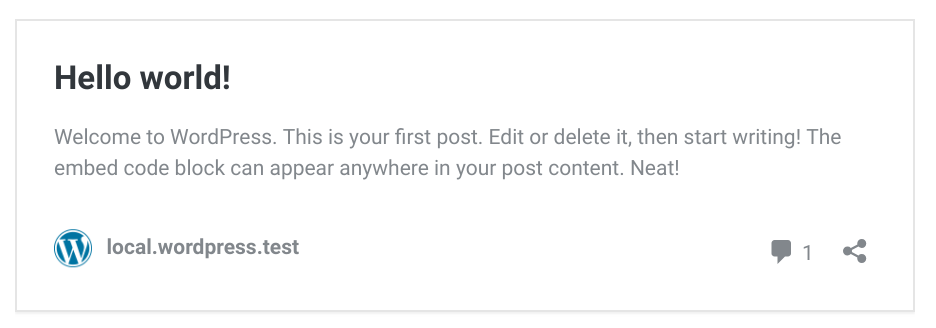 Hello world!
Welcome to WordPress. This is your first post. Edit or delete it, then start writing! The
embed code block can appear anywhere in your post content. Neat!
local.wordpress.test
1